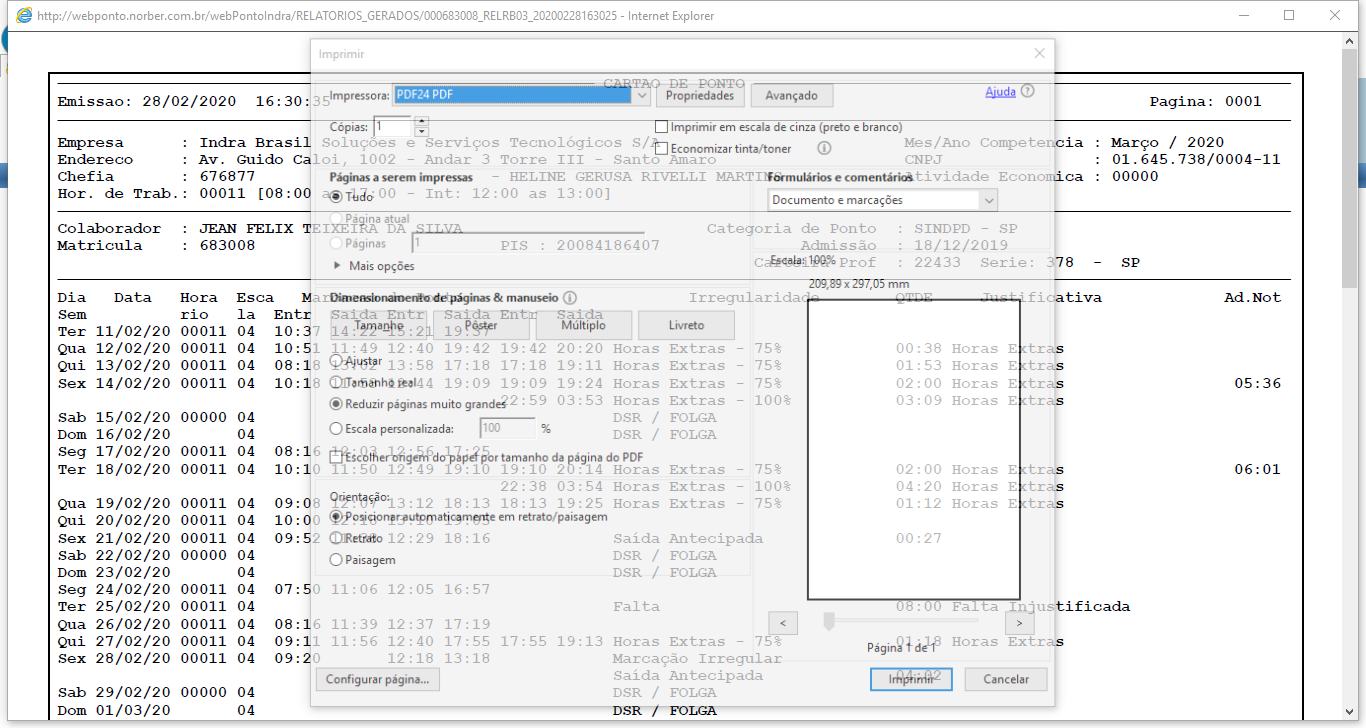 http://webponto.norber.com.br/webPontoIndra/RELATORIOS_GERADOS/000683008_RELRB03_20200228163025 - Internet Explorer
Imprimir
CARTAO DE PONTO
Impressora: PDF24 PDF Propriedades Avançado Ajuda
Emissao: 28/02/2020 16:30:35 Pagina: 0001
Cópias: 1 Imprimir em escala de cinza (preto e branco)
Empresa : Indra Brasil Soluções e Serviços Tecnológicos S/A Mes/Ano Competencia : Março / 2020
Economizar tinta/toner
Endereco : Av. Guido Caloi, 1002 - Andar 3 Torre III - Santo Amaro CNPJ : 01.645.738/0004-11
Chefia : 676877 - HELINE GERUSA RIVELLI MARTINS Atividade Economica : 00000
Páginas a serem impressas Formulários e comentários
Hor. de Trab.: 00011 [08:00 as 17:00 - Int: 12:00 as 13:00]
Tudo Documento e marcações
Página atual
Colaborador : JEAN FELIX TEIXEIRA DA SILVA Categoria de Ponto : SINDPD - SP
Matricula : 683008 PIS : 20084186407 Admissão : 18/12/2019
Páginas 1
Carteira Prof : 22433 Serie: 378 - SP
Mais opções Escala: 100%
209,89 x 297,05 mm
Dia Data Hora Esca Irregularidade QTDE Justificativa Ad.Not
Dimensionamento de páginas & manuseio
Sem rio la Entr Saida Entr Saida Entr Saida
Tamanho Pôster Múltiplo Livreto
Ter 11/02/20 00011 04 10:37 14:22 15:21 19:37
Qua 12/02/20 00011 04 10:51 11:49 12:40 19:42 19:42 20:20 Horas Extras - 75% 00:38 Horas Extras
Ajustar
Qui 13/02/20 00011 04 08:18 13:02 13:58 17:18 17:18 19:11 Horas Extras - 75% 01:53 Horas Extras
Tamanho real
Sex 14/02/20 00011 04 10:18 12:44 19:09 19:09 19:24 Horas Extras - 75% 02:00 Horas Extras 05:36
22:59 03:53 Horas Extras - 100% 03:09 Horas Extras
Reduzir páginas muito grandes
Sab 15/02/20 00000 04 DSR / FOLGA
Escala personalizada: 100 %
Dom 16/02/20 04 DSR / FOLGA
Seg 17/02/20 00011 04 08:16 12:03 12:56 17:25
Escolher origem do papel por tamanho da página do PDF
Ter 18/02/20 00011 04 10:10 11:50 12:49 19:10 19:10 20:14 Horas Extras - 75% 02:00 Horas Extras 06:01
22:38 03:54 Horas Extras - 100% 04:20 Horas Extras
Orientação:
Qua 19/02/20 00011 04 09:08 12:07 13:12 18:13 18:13 19:25 Horas Extras - 75% 01:12 Horas Extras
Posicionar automaticamente em retrato/paisagem
Qui 20/02/20 00011 04 10:00
Sex 21/02/20 00011 04 09:52 12:29 18:16 Saída Antecipada 00:27
Retrato
Sab 22/02/20 00000 04 DSR / FOLGA
Paisagem
Dom 23/02/20 04 DSR / FOLGA
Seg 24/02/20 00011 04 07:50 11:06 12:05 16:57
Ter 25/02/20 00011 04 Falta 08:00 Falta Injustificada
Qua 26/02/20 00011 04 08:16 11:39 12:37 17:19
< >
Qui 27/02/20 00011 04 09:11 11:56 12:40 17:55 17:55 19:13 Horas Extras - 75% 01:18 Horas Extras
Página 1 de 1
Sex 28/02/20 00011 04 09:20 12:18 13:18 Marcação Irregular
Saída Antecipada 04:02
Configurar página... Imprimir Cancelar
Sab 29/02/20 00000 04 DSR / FOLGA
Dom 01/03/20 04 DSR / FOLGA